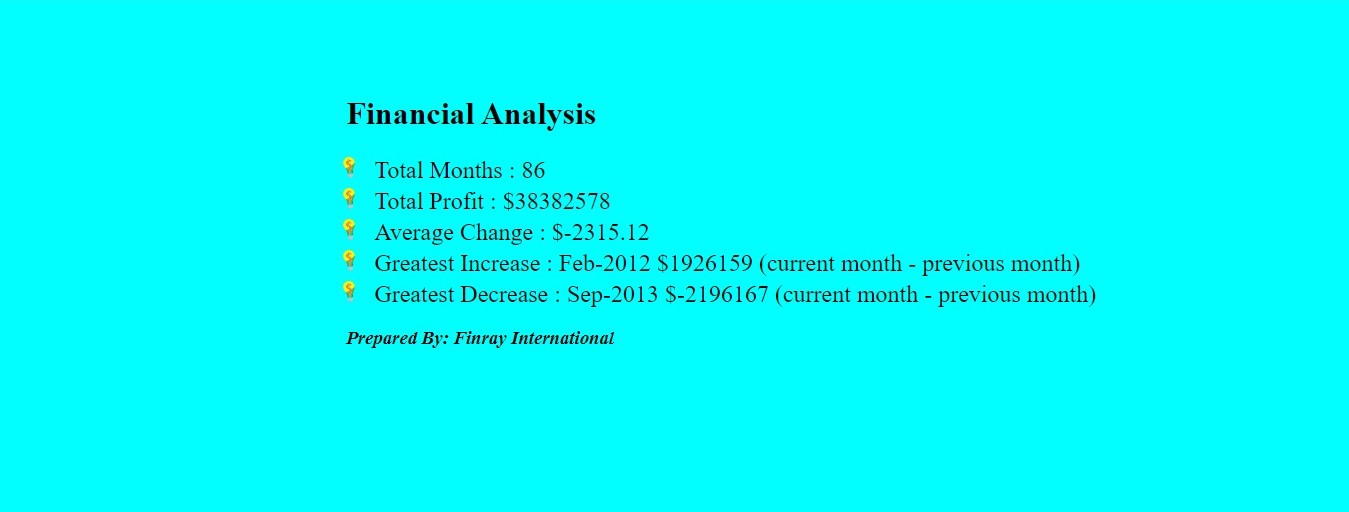 Financial Analysis
Total Months : 86
Total Profit : $38382578
Average Change : $-2315.12
Greatest Increase : Feb-2012 $1926159 (current month - previous month)
Greatest Decrease : Sep-2013 $-2196167 (current month - previous month)
Prepared By: Finray International